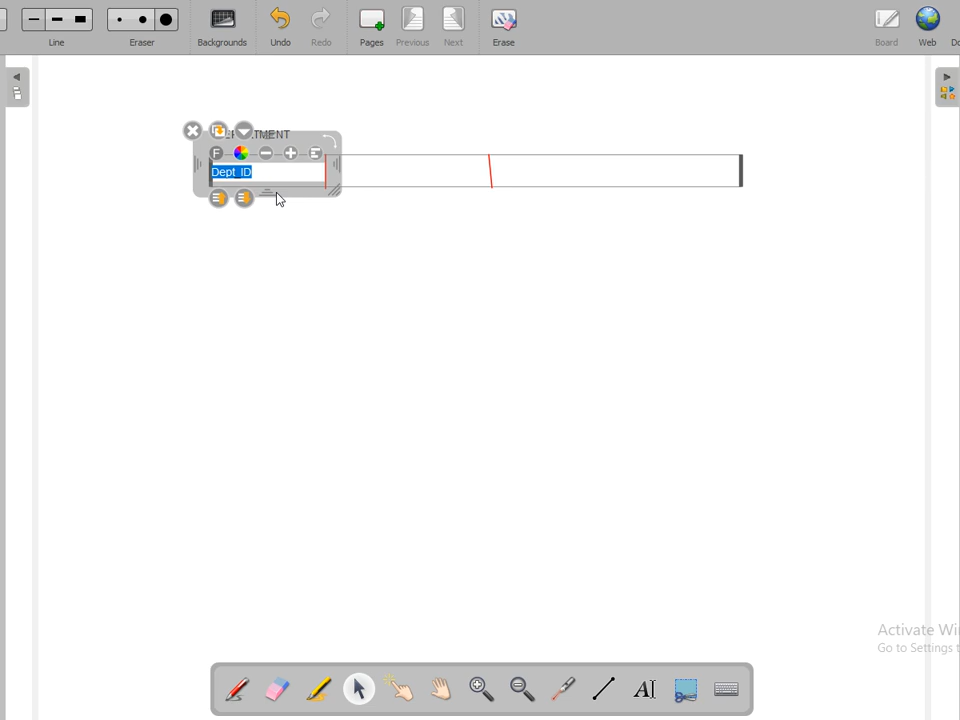 Line
Eraser
Backgrounds
Undo
Redo
Pages
Previous
Next
Erase
Board
Web
F
Dept_ID
Activate Wi
Go to Settings t